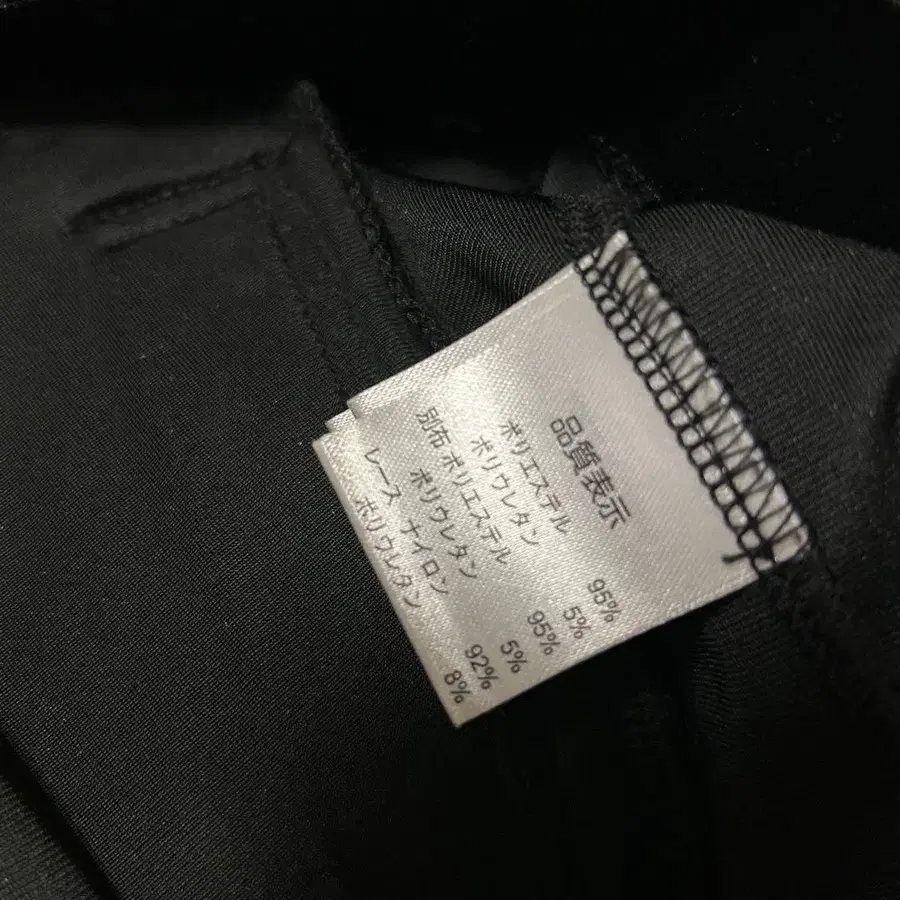 品質表示
ポリエステル 95%
ポリウレタン 5%
別布 ポリエステル 95%
ポリウレタン 5%
レース ナイロン 92%
ポリウレタン 8%